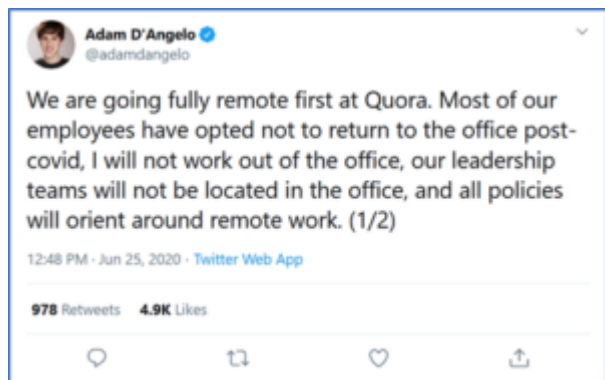 Adam D'Angelo
@adamdangelo
We are going fully remote first at Quora. Most of our
employees have opted not to return to the office post-
covid, I will not work out of the office, our leadership
teams will not be located in the office, and all policies
will orient around remote work. (1/2)
12:48 PM · Jun 25, 2020 · Twitter Web App
978 Retweets 4.9K Likes